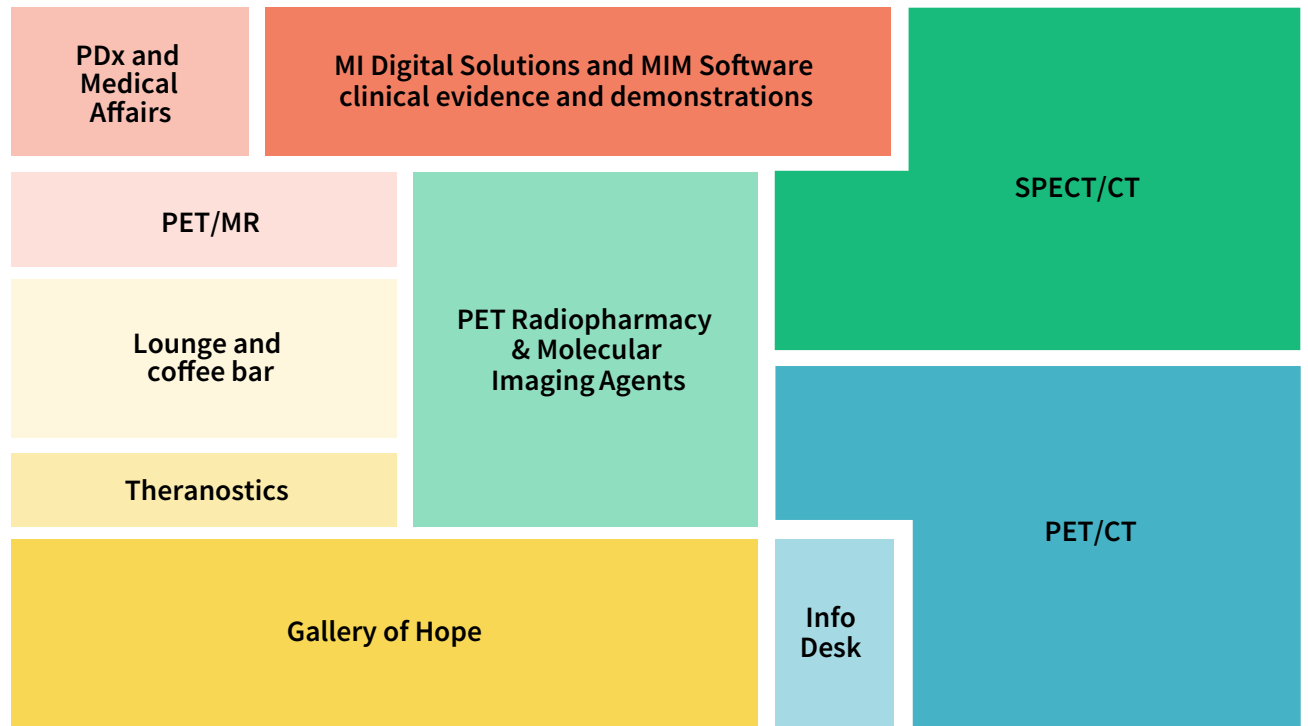 PDx and
Medical
Affairs
MI Digital Solutions and MIM Software
clinical evidence and demonstrations
SPECT/CT
PET/MR
PET Radiopharmacy
& Molecular
Imaging Agents
Lounge and
coffee bar
Theranostics
PET/CT
Gallery of Hope
Info
Desk